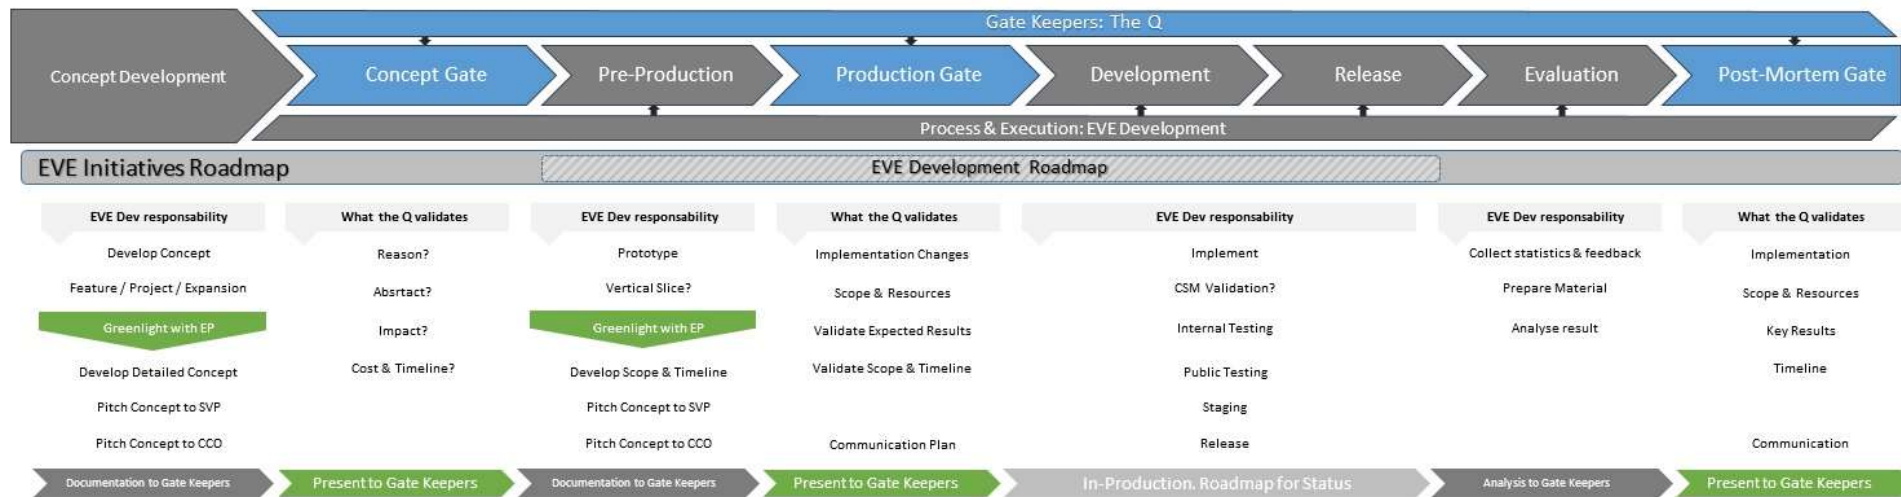 Gate Keepers: The Q
Concept Development
Concept Gate
Pre-Production
Production Gate
Development
Release
Evaluation
Post-Mortem Gate
Process & Execution: EVE Development
EVE Initiatives Roadmap
EVE Development Roadmap
EVE Dev responsability
Develop Concept
Feature / Project / Expansion
Greenlight with EP
Develop Detailed Concept
Pitch Concept to SVP
Pitch Concept to CCO
Documentation to Gate Keepers
What the Q validates
Reason?
Absrtact?
Impact?
Cost & Timeline?
Present to Gate Keepers
EVE Dev responsability
Prototype
Vertical Slice?
Greenlight with EP
Develop Scope & Timeline
Pitch Concept to SVP
Pitch Concept to CCO
Documentation to Gate Keepers
What the Q validates
Implementation Changes
Scope & Resources
Validate Expected Results
Validate Scope & Timeline
Communication Plan
Present to Gate Keepers
EVE Dev responsability
Implement
CSM Validation?
Internal Testing
Public Testing
Staging
Release
In-Production. Roadmap for Status
EVE Dev responsability
Collect statistics & feedback
Prepare Material
Analyse result
Analysis to Gate Keepers
What the Q validates
Implementation
Scope & Resources
Key Results
Timeline
Communication
Present to Gate Keepers